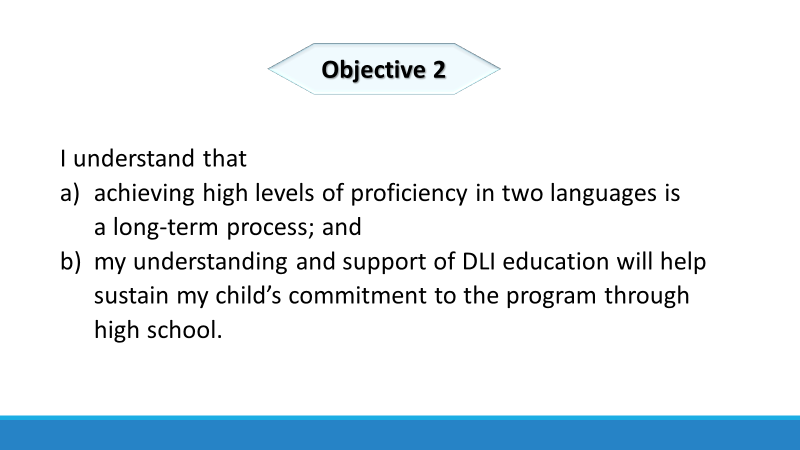 Objective 2
I understand that
a) achieving high levels of proficiency in two languages is
a long-term process; and
b) my understanding and support of DLI education will help
sustain my child’s commitment to the program through
high school.